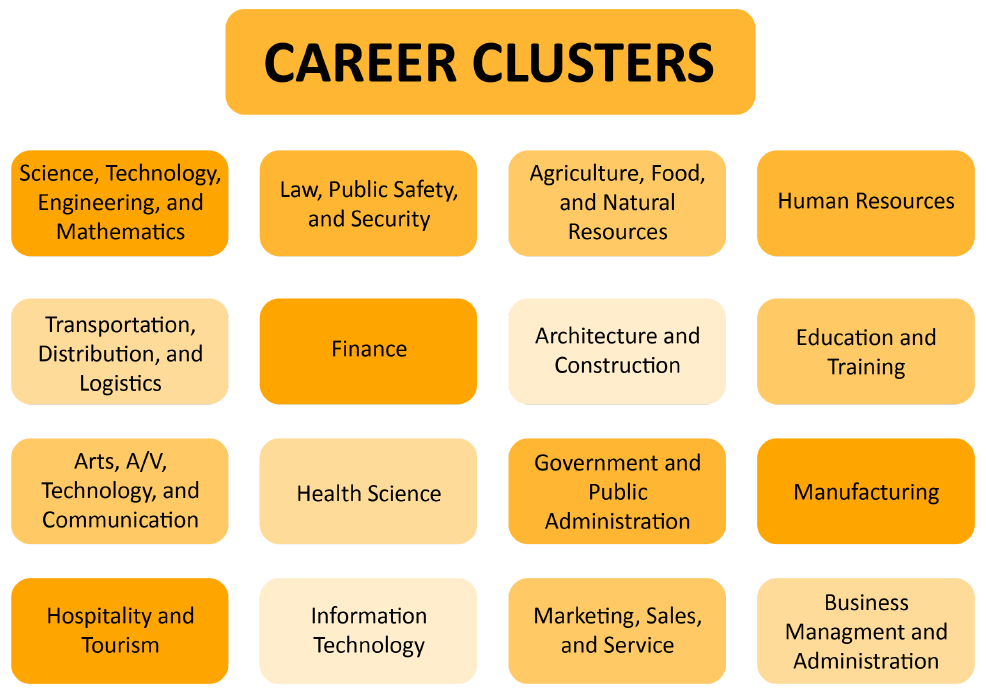 CAREER CLUSTERS
Science, Technology,
Engineering, and
Mathematics
Law, Public Safety,
and Security
Agriculture, Food,
and Natural
Resources
Human Resources
Transportation,
Distribution, and
Logistics
Finance
Architecture and
Construction
Education and
Training
Arts, A/V,
Technology, and
Communication
Health Science
Government and
Public
Administration
Manufacturing
Hospitality and
Tourism
Information
Technology
Marketing, Sales,
and Service
Business
Managment and
Administration